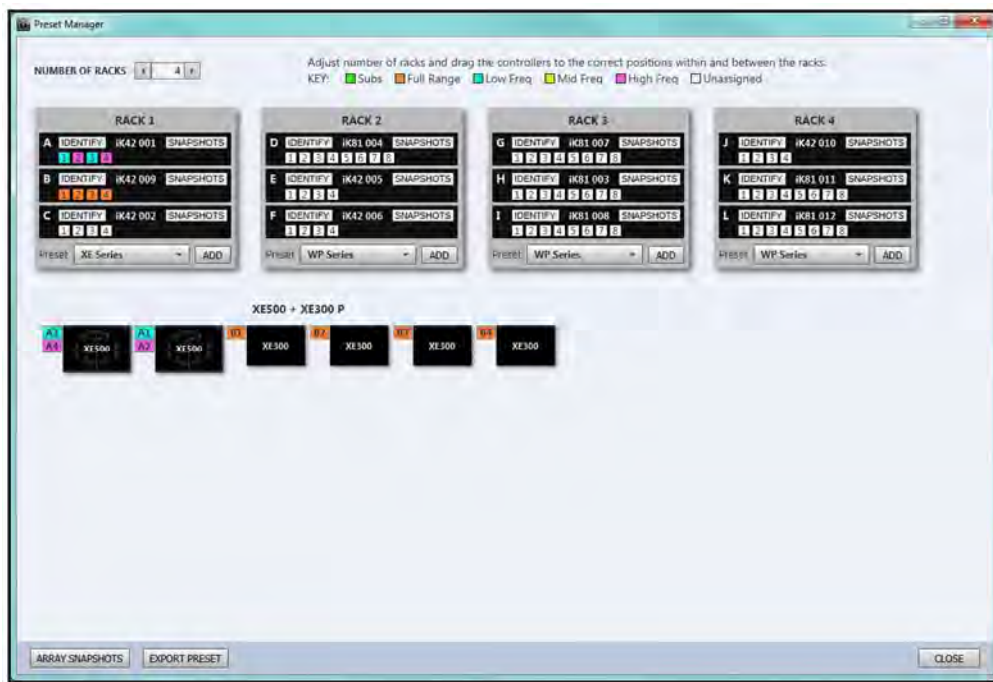 Preset Manager
NUMBER OF RACKS 4
Adjust number of racks and drag the controllers to the correct positions within and between the racks.
KEY: Subs Full Range Low Freq Mid Freq High Freq Unassigned
RACK 1
A IDENTIFY iK42 001 SNAPSHOTS
1 2 3 4
B IDENTIFY iK42 009 SNAPSHOTS
1 2 3 4
C IDENTIFY iK42 002 SNAPSHOTS
1 2 3 4
Preset XE Series ADD
RACK 2
D IDENTIFY iK81 004 SNAPSHOTS
1 2 3 4 5 6 7 8
E IDENTIFY iK42 005 SNAPSHOTS
1 2 3 4
F IDENTIFY iK42 006 SNAPSHOTS
1 2 3 4
Preset WP Series ADD
RACK 3
G IDENTIFY iK81 007 SNAPSHOTS
1 2 3 4 5 6 7 8
H IDENTIFY iK81 003 SNAPSHOTS
1 2 3 4 5 6 7 8
I IDENTIFY iK81 008 SNAPSHOTS
1 2 3 4 5 6 7 8
Preset WP Series ADD
RACK 4
J IDENTIFY iK42 010 SNAPSHOTS
1 2 3 4
K IDENTIFY iK81 011 SNAPSHOTS
1 2 3 4 5 6 7 8
L IDENTIFY iK81 012 SNAPSHOTS
1 2 3 4 5 6 7 8
Preset WP Series ADD
XE500 + XE300 P
A3 A1 B1 B2 B3 B4
A4 XE500 A2 XE500 XE300 XE300 XE300 XE300
ARRAY SNAPSHOTS EXPORT PRESET CLOSE